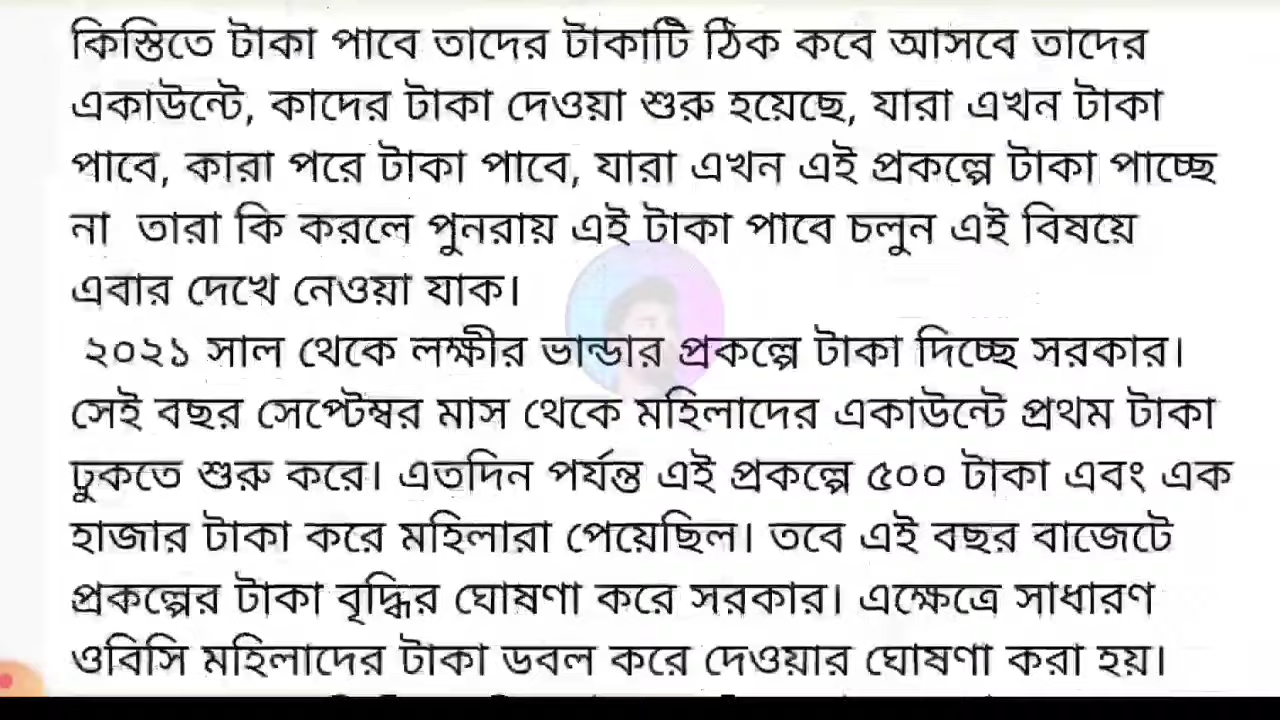 কিস্তিতে টাকা পাবে তাদের টাকাটি ঠিক কবে আসবে তাদের
একাউন্টে, কাদের টাকা দেওয়া শুরু হয়েছে, যারা এখন টাকা
পাবে, কারা পরে টাকা পাবে, যারা এখন এই প্রকল্পে টাকা পাচ্ছে
না তারা কি করলে পুনরায় এই টাকা পাবে চলুন এই বিষয়ে
এবার দেখে নেওয়া যাক।
২০২১ সাল থেকে লক্ষীর ভান্ডার প্রকল্পে টাকা দিচ্ছে সরকার।
সেই বছর সেপ্টেম্বর মাস থেকে মহিলাদের একাউন্টে প্রথম টাকা
ঢুকতে শুরু করে। এতদিন পর্যন্ত এই প্রকল্পে ৫০০ টাকা এবং এক
হাজার টাকা করে মহিলারা পেয়েছিল। তবে এই বছর বাজেটে
প্রকল্পের টাকা বৃদ্ধির ঘোষণা করে সরকার। এক্ষেত্রে সাধারণ
ওবিসি মহিলাদের টাকা ডবল করে দেওয়ার ঘোষণা করা হয়।